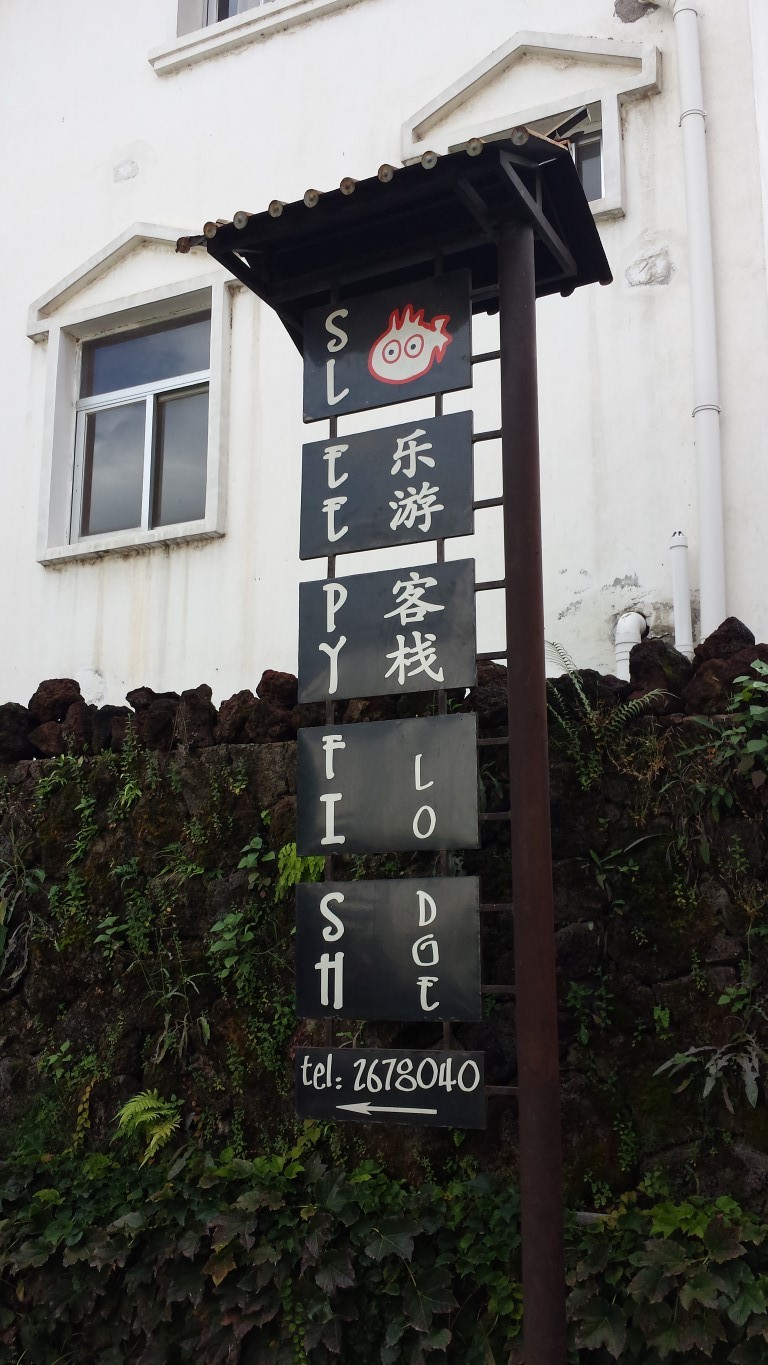 SLEEPY FISH
乐游客栈
LODGE
tel: 2678040